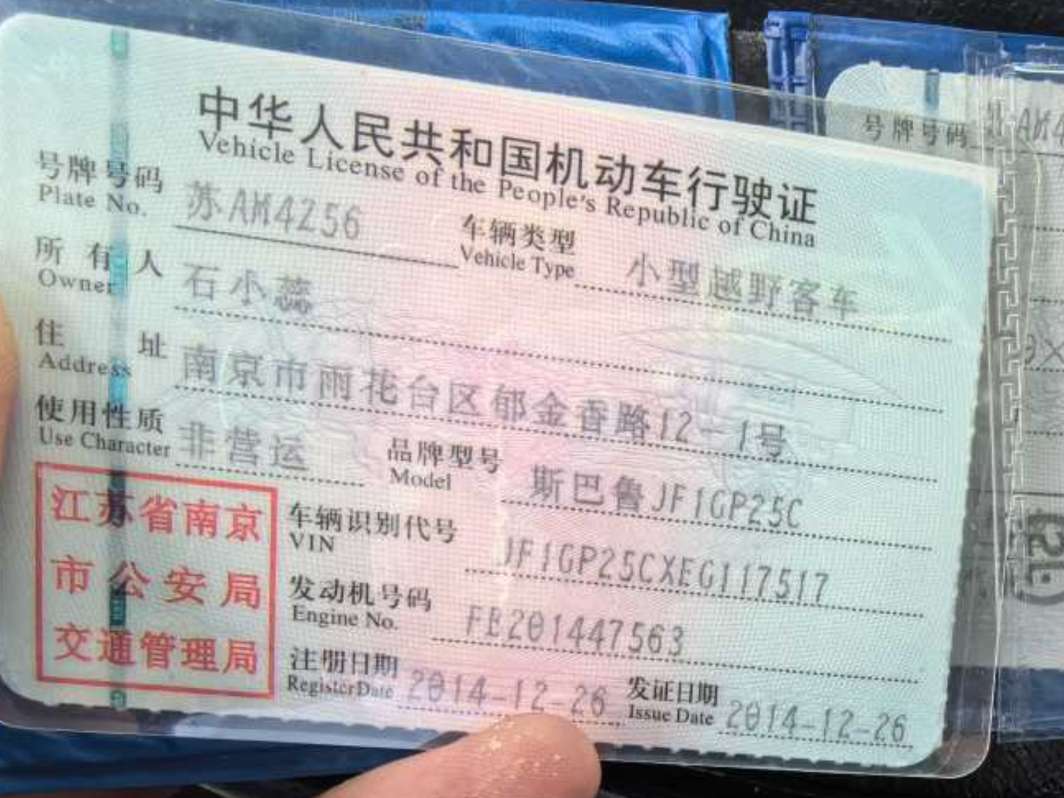 中华人民共和国机动车行驶证
Vehicle License of the People's Republic of China
号牌号码 苏AM4Z56 车辆类型 小型越野客车
Plate No. Vehicle Type
所有人 石小蕊
Owner
住址 南京市雨花台区郁金香路12-1号
Address
使用性质 非营运 品牌型号 斯巴鲁JF1GP25C
Use Character Model
江苏省南京
市公安局
交通管理局
车辆识别代号 JF1GP25CXEG117517
VIN
发动机号码 FB201447563
Engine No.
注册日期 2014-12-26 发证日期 2014-12-26
Register Date Issue Date
号牌号码